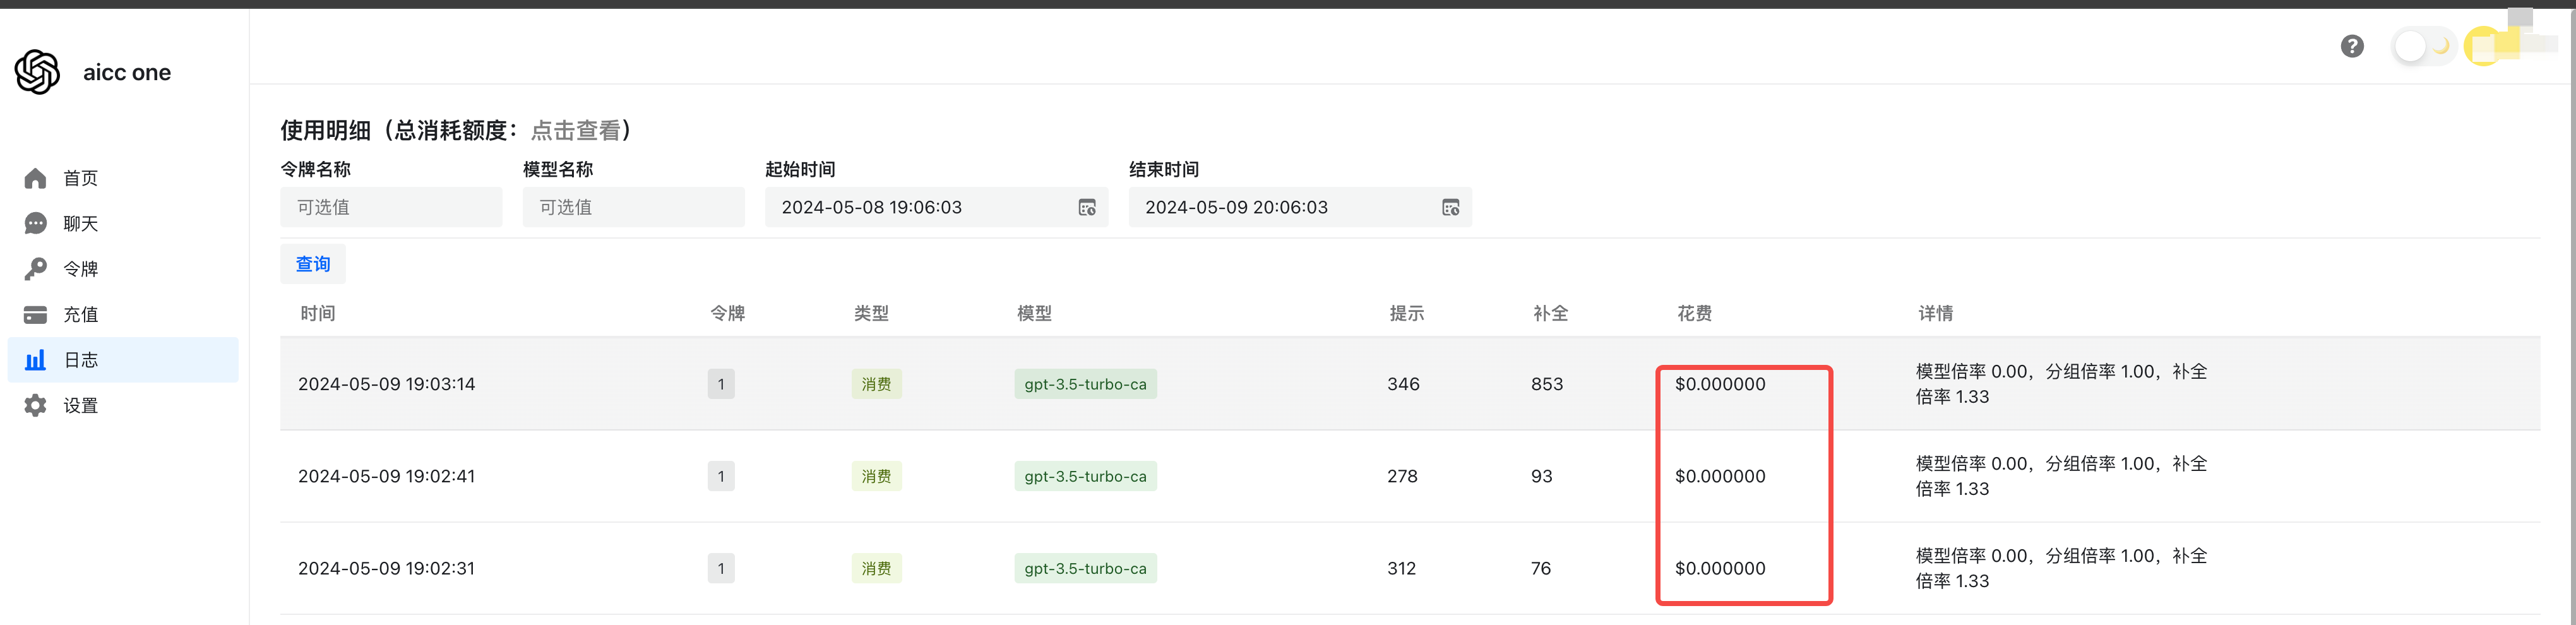 aicc one
首页
聊天
令牌
充值
日志
设置
?
使用明细（总消耗额度：点击查看）
令牌名称 模型名称 起始时间 结束时间
可选值 可选值 2024-05-08 19:06:03 2024-05-09 20:06:03
查询
时间 令牌 类型 模型 提示 补全 花费 详情
2024-05-09 19:03:14 1 消费 gpt-3.5-turbo-ca 346 853 $0.000000 模型倍率 0.00，分组倍率 1.00，补全
倍率 1.33
2024-05-09 19:02:41 1 消费 gpt-3.5-turbo-ca 278 93 $0.000000 模型倍率 0.00，分组倍率 1.00，补全
倍率 1.33
2024-05-09 19:02:31 1 消费 gpt-3.5-turbo-ca 312 76 $0.000000 模型倍率 0.00，分组倍率 1.00，补全
倍率 1.33